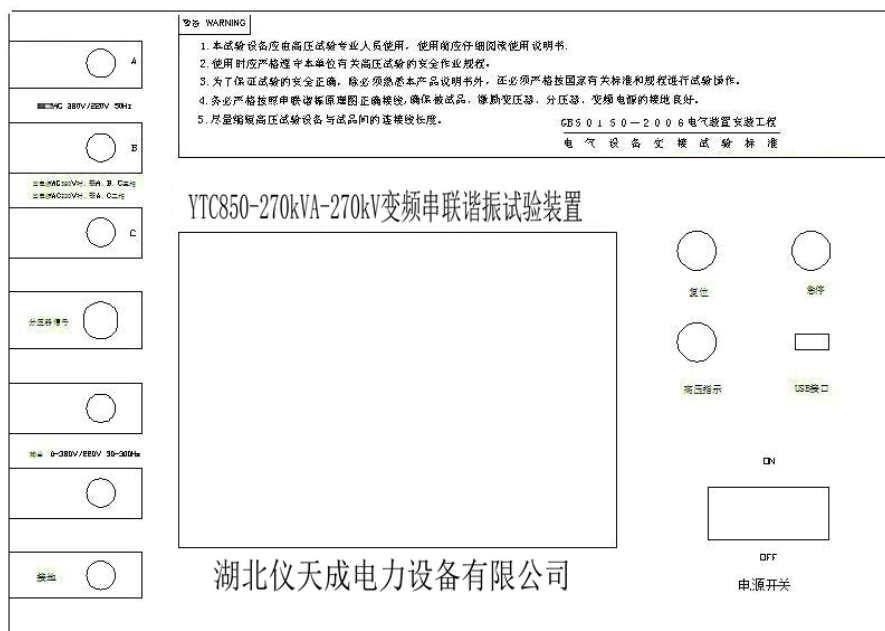 警告 WARNING
1.本试验设备应由高压试验专业人员使用，使用前应仔细阅读使用说明书.
2.使用时应严格遵守本单位有关高压试验的安全作业规程。
3.为了保证试验的安全正确，除必须熟悉本产品说明书外，还必须严格按国家有关标准和规程进行试验操作。
4.务必严格按照串联谐振原理图正确接线,确保被试品、激励变压器、分压器、变频电源的接地良好。
5.尽量缩短高压试验设备与试品间的连接线长度。
GB50150-2006电气装置安装工程
电气设备交接试验标准
A
AC 380V/220V 50Hz
B
C
YTC850-270kVA-270kV变频串联谐振试验装置
分压器信号
输出 0-380V/220V 30-300Hz
接地
复位
急停
高压指示
USB接口
ON
OFF
电源开关
湖北仪天成电力设备有限公司